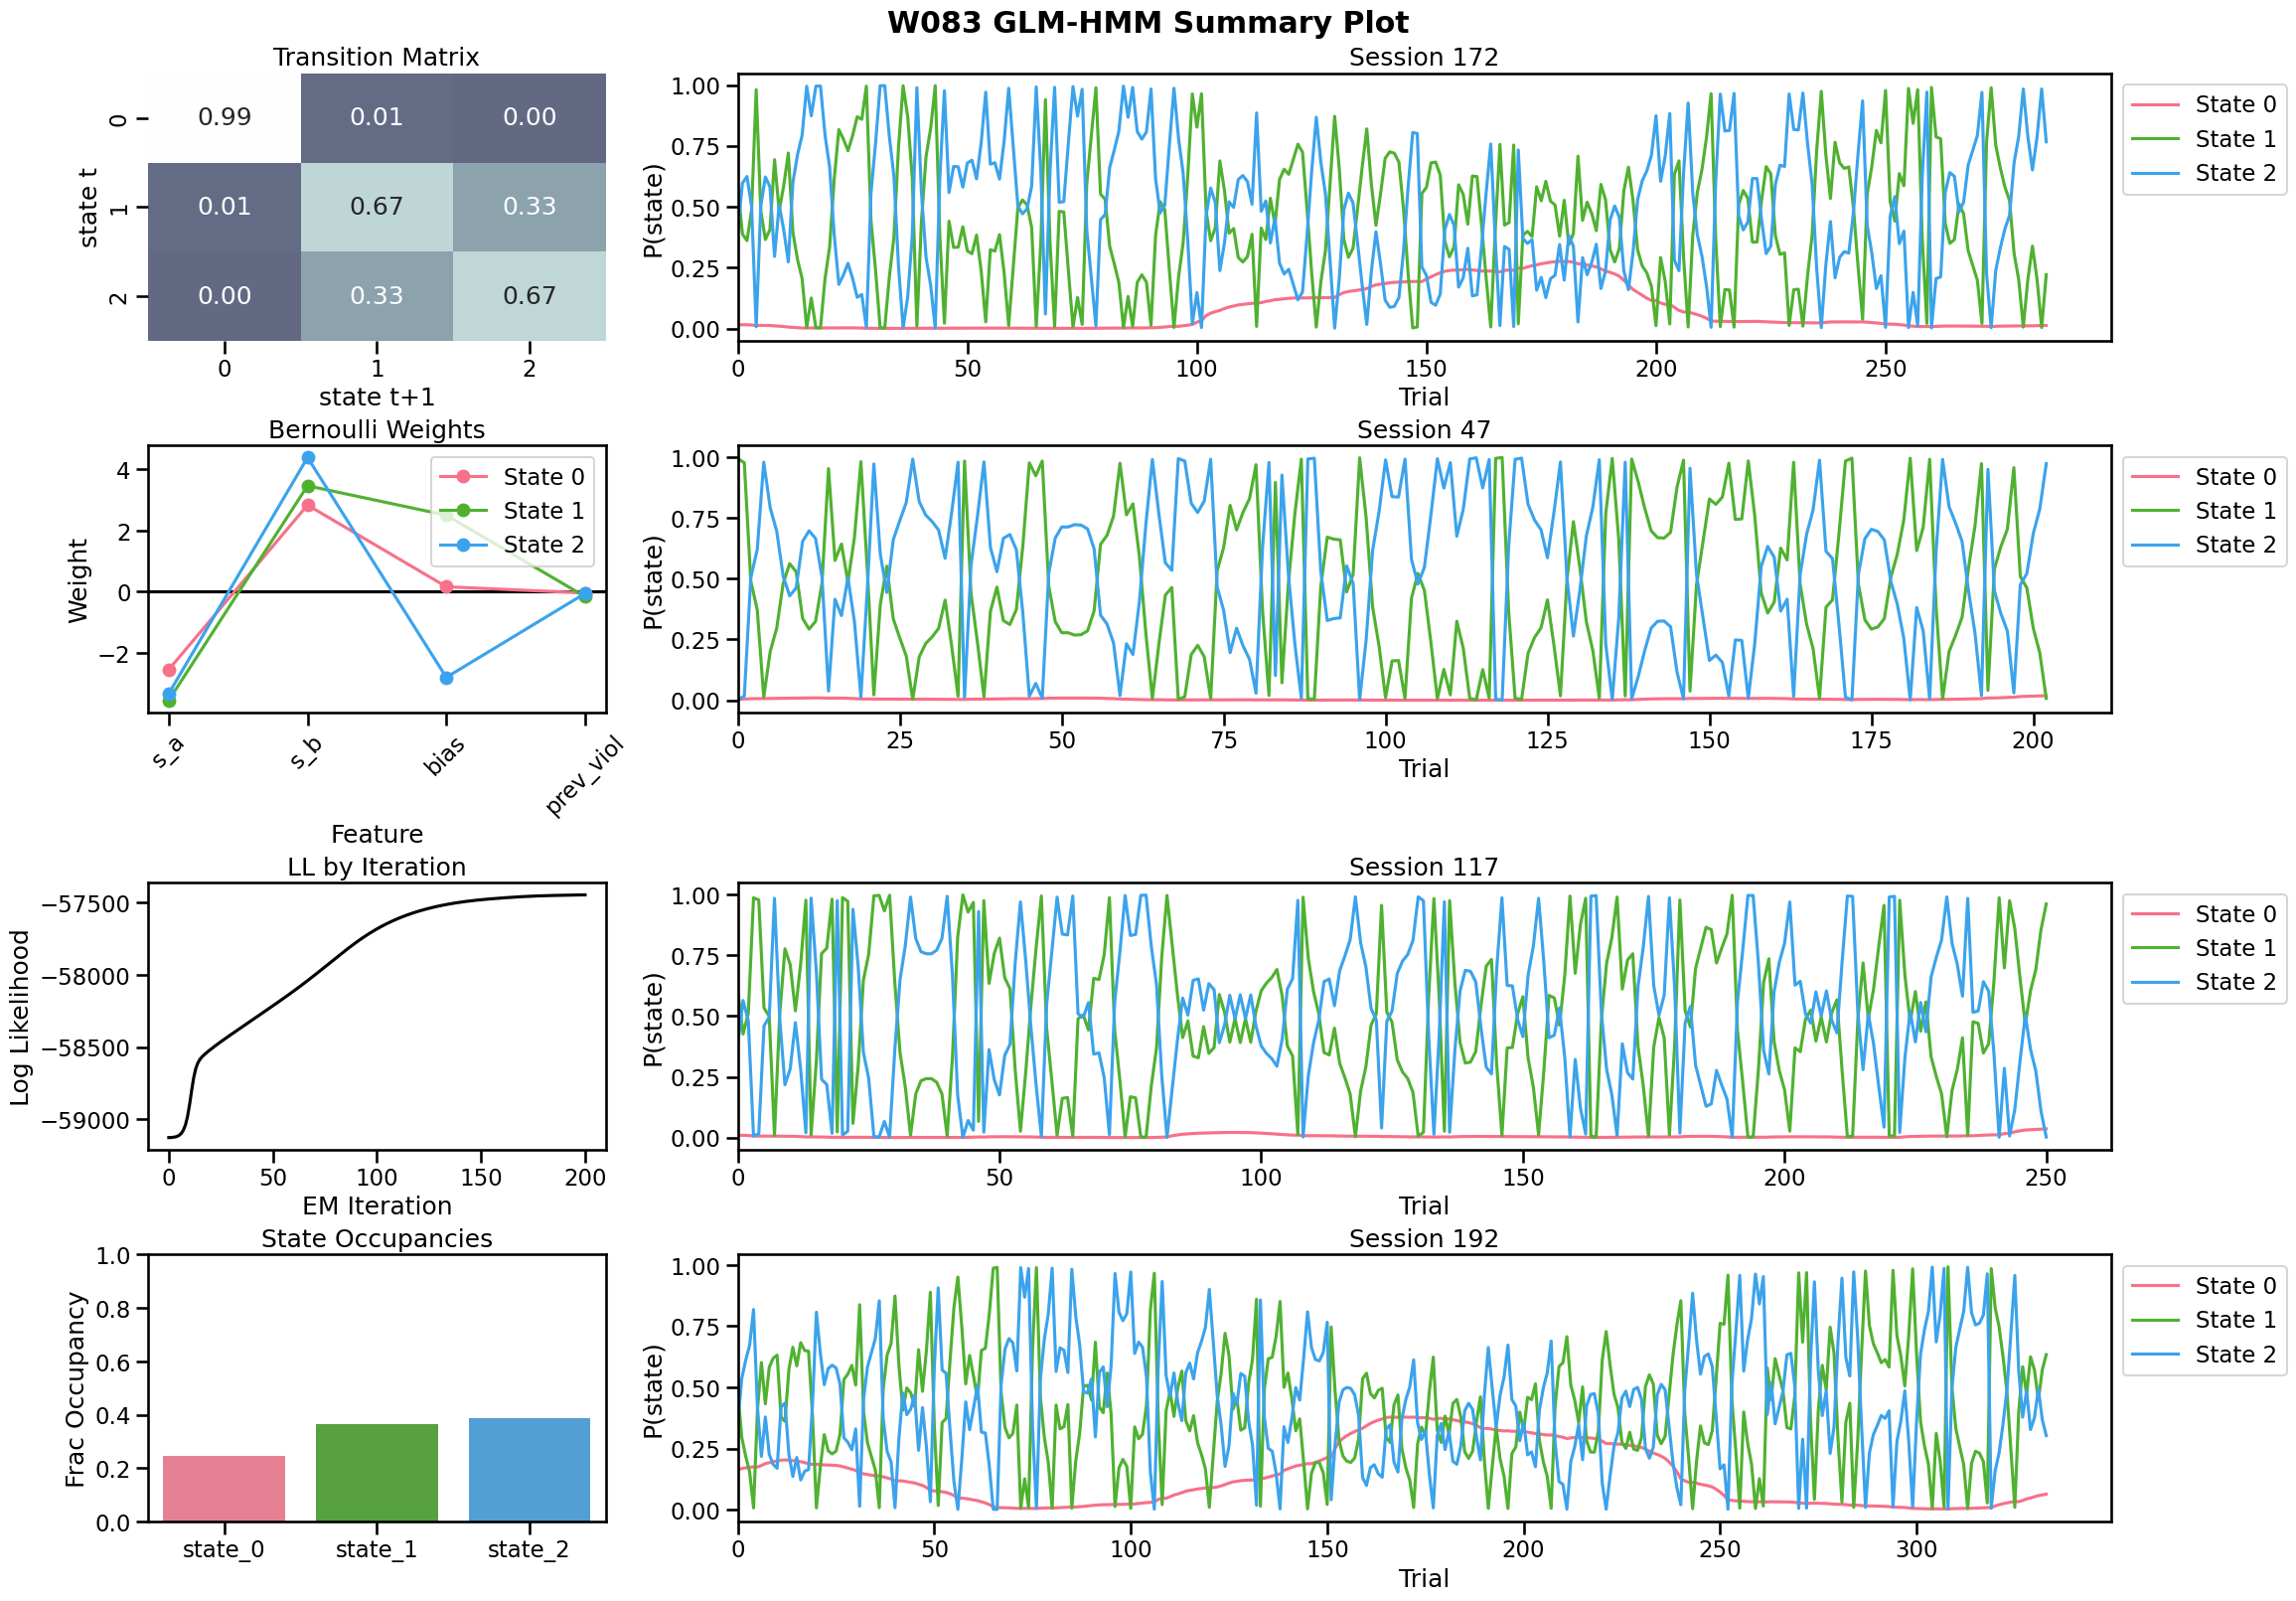 W083 GLM-HMM Summary Plot
Transition Matrix
0.99 0.01 0.00
0.01 0.67 0.33
0.00 0.33 0.67
0
1
2
state t
0 1 2
state t+1
Session 172
1.00
0.75
0.50
0.25
0.00
P(state)
0 50 100 150 200 250
Trial
State 0
State 1
State 2
Bernoulli Weights
4
2
0
−2
Weight
State 0
State 1
State 2
s_a
s_b
bias
prev_viol
Feature
Session 47
1.00
0.75
0.50
0.25
0.00
P(state)
0 25 50 75 100 125 150 175 200
Trial
State 0
State 1
State 2
LL by Iteration
−57500
−58000
−58500
−59000
Log Likelihood
0 50 100 150 200
EM Iteration
Session 117
1.00
0.75
0.50
0.25
0.00
P(state)
0 50 100 150 200 250
Trial
State 0
State 1
State 2
State Occupancies
1.0
0.8
0.6
0.4
0.2
0.0
Frac Occupancy
state_0 state_1 state_2
Session 192
1.00
0.75
0.50
0.25
0.00
P(state)
0 50 100 150 200 250 300
Trial
State 0
State 1
State 2